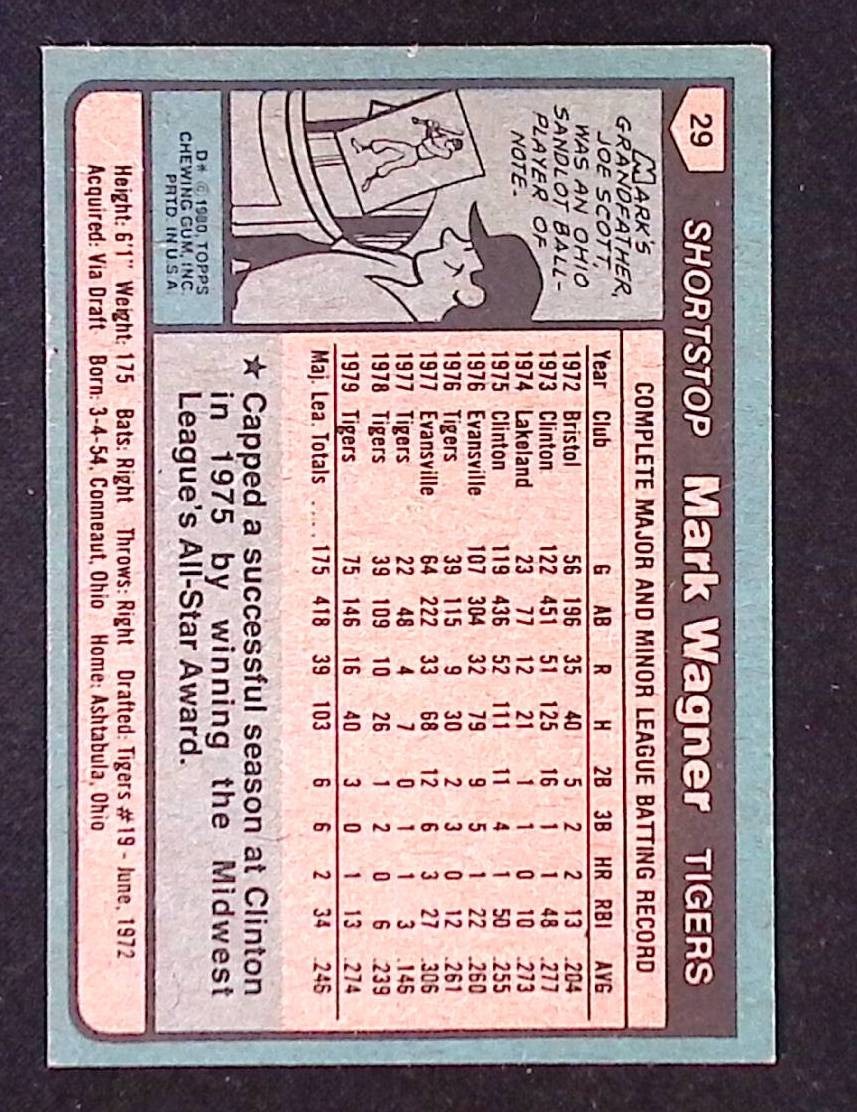 29
SHORTSTOP Mark Wagner TIGERS
MARK'S
GRANDFATHER,
JOE SCOTT,
WAS AN OHIO
SANDLOT BALL-
PLAYER OF
NOTE.
D* © 1980 TOPPS
CHEWING GUM, INC.
PRTD. IN U.S.A.
COMPLETE MAJOR AND MINOR LEAGUE BATTING RECORD
Year Club G AB R H 2B 3B HR RBI AVG
1972 Bristol 56 196 35 40 5 2 2 13 .204
1973 Clinton 122 451 51 125 16 1 1 48 .277
1974 Lakeland 23 77 12 21 1 1 0 10 .273
1975 Clinton 119 436 52 111 11 4 1 50 .255
1976 Evansville 107 304 32 79 9 5 1 22 .260
1976 Tigers 39 115 9 30 2 3 0 12 .261
1977 Evansville 64 222 33 68 12 6 3 27 .306
1977 Tigers 22 48 4 7 0 1 1 3 .146
1978 Tigers 39 109 10 26 1 2 0 6 .239
1979 Tigers 75 146 16 40 3 0 1 13 .274
Maj. Lea. Totals ..... 175 418 39 103 6 6 2 34 .246
★ Capped a successful season at Clinton
in 1975 by winning the Midwest
League's All-Star Award.
Height: 6'1" Weight: 175 Bats: Right Throws: Right Drafted: Tigers #19 - June, 1972
Acquired: Via Draft Born: 3-4-54, Conneaut, Ohio Home: Ashtabula, Ohio